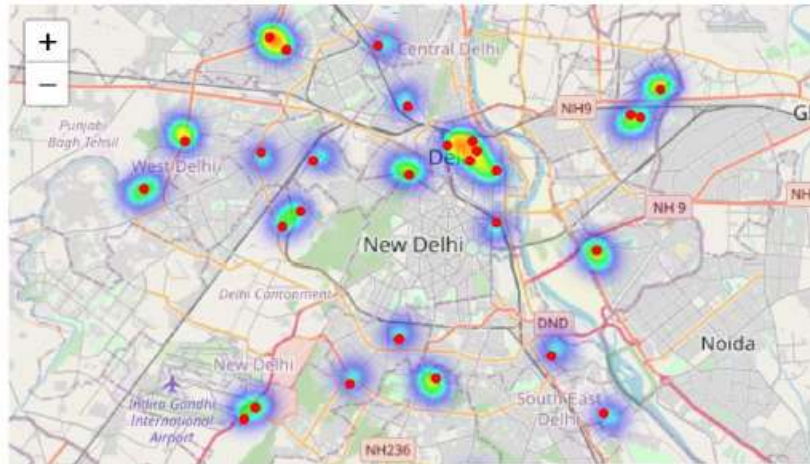 +
−
Central Delhi
NH9
G
Punjabi
Bagh Tehsil
West Delhi
Del
NH
NH 9
New Delhi
Delhi Cantonment
DND
Noida
New Delhi
Indira Gandhi
International
Airport
South East
Delhi
NH236